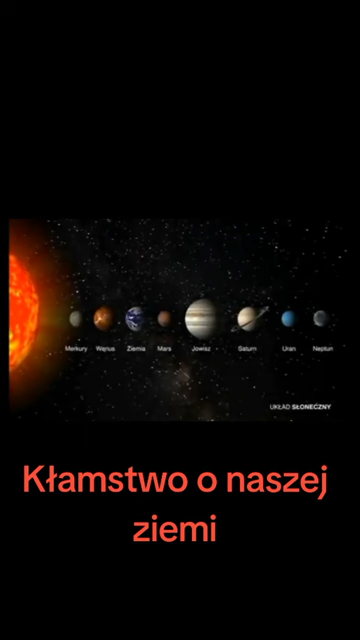 Merkury Wenus Ziemia Mars Jowisz Saturn Uran Neptun
UKŁAD SŁONECZNY
Kłamstwo o naszej
ziemi